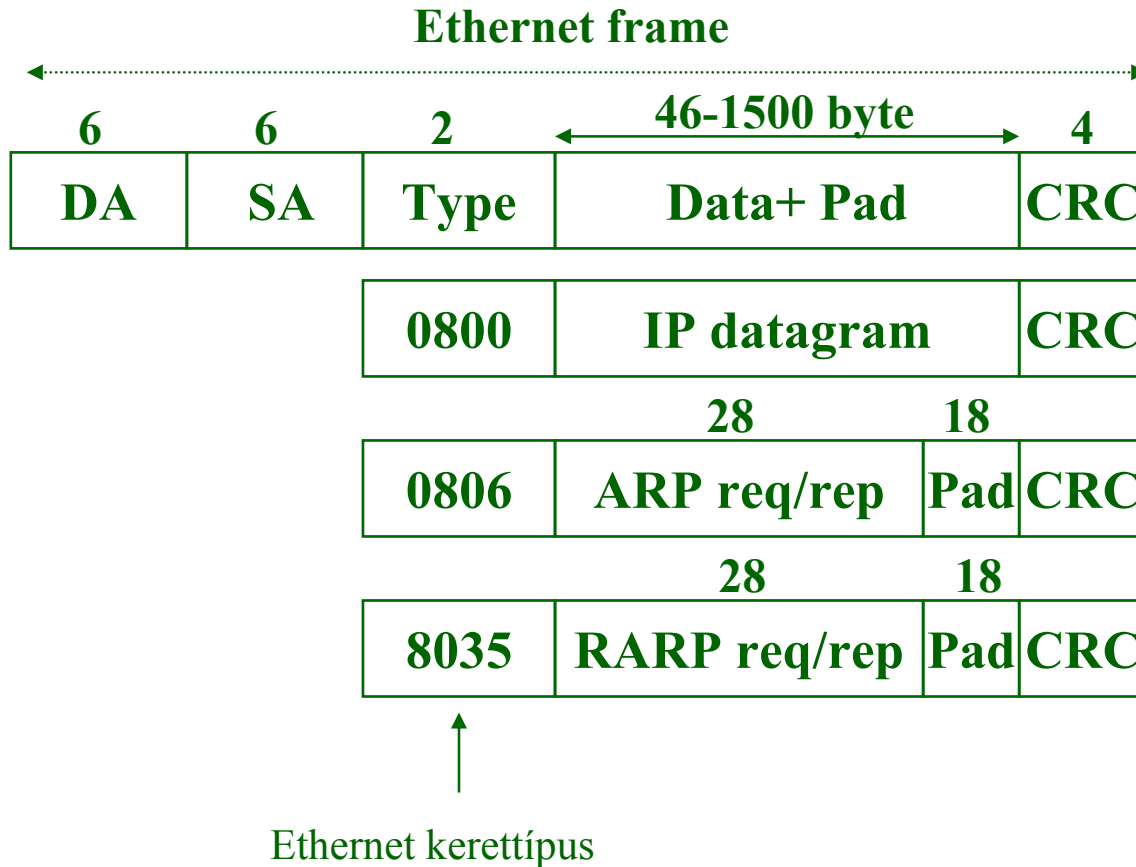 Ethernet frame
6 6 2 46-1500 byte 4
DA SA Type Data+ Pad CRC
0800 IP datagram CRC
28 18
0806 ARP req/rep Pad CRC
28 18
8035 RARP req/rep Pad CRC
Ethernet kerettípus